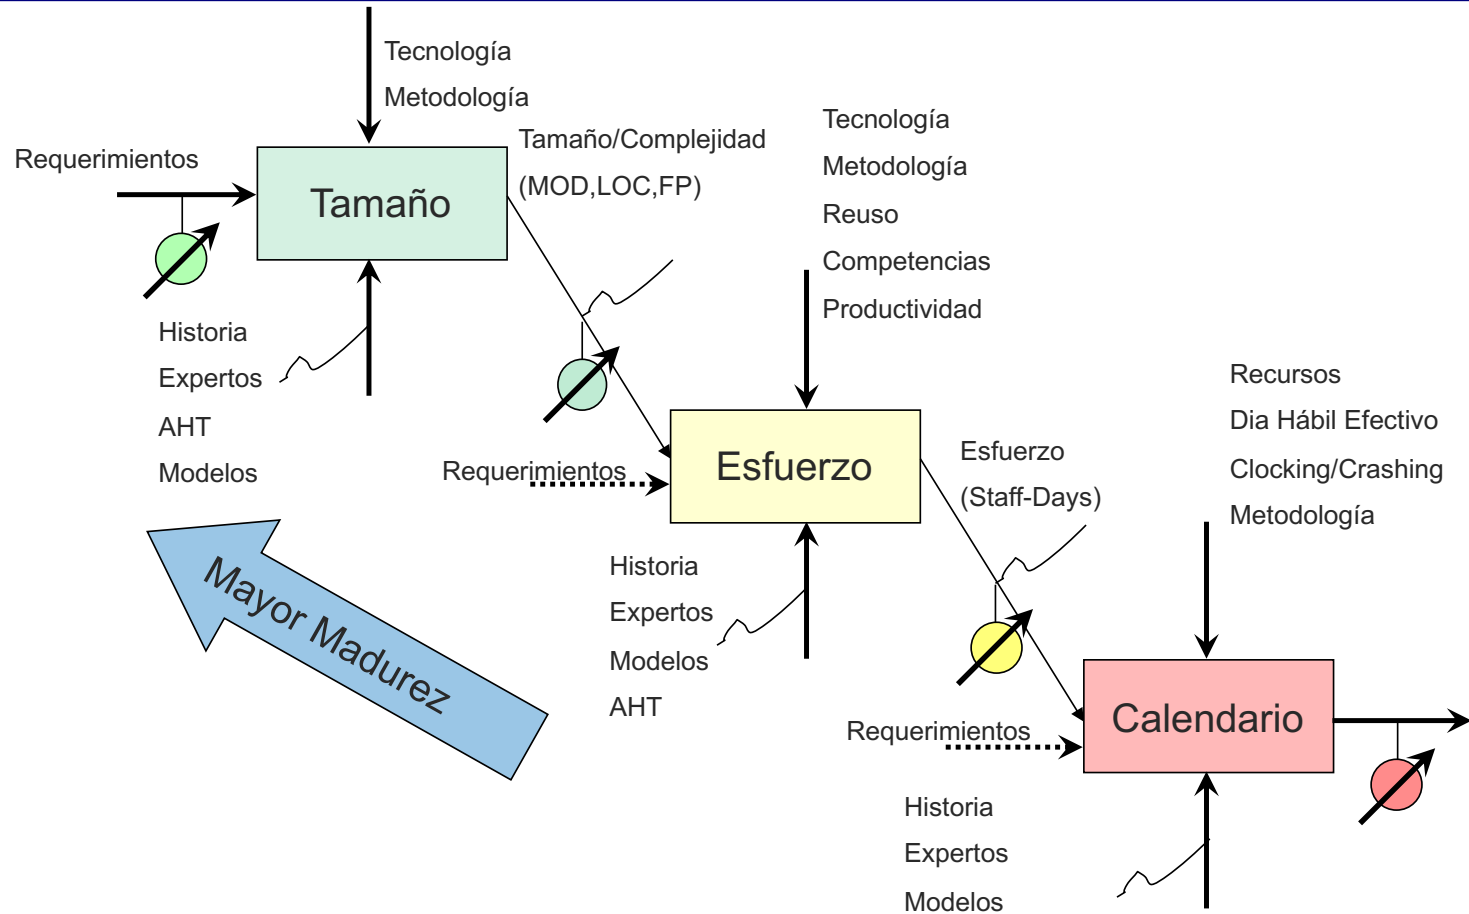 Tecnología
Metodología
Requerimientos
Tamaño
Tamaño/Complejidad
(MOD,LOC,FP)
Historia
Expertos
AHT
Modelos
Tecnología
Metodología
Reuso
Competencias
Productividad
Requerimientos
Esfuerzo
Esfuerzo
(Staff-Days)
Historia
Expertos
Modelos
AHT
Mayor Madurez
Recursos
Dia Hábil Efectivo
Clocking/Crashing
Metodología
Requerimientos
Calendario
Historia
Expertos
Modelos